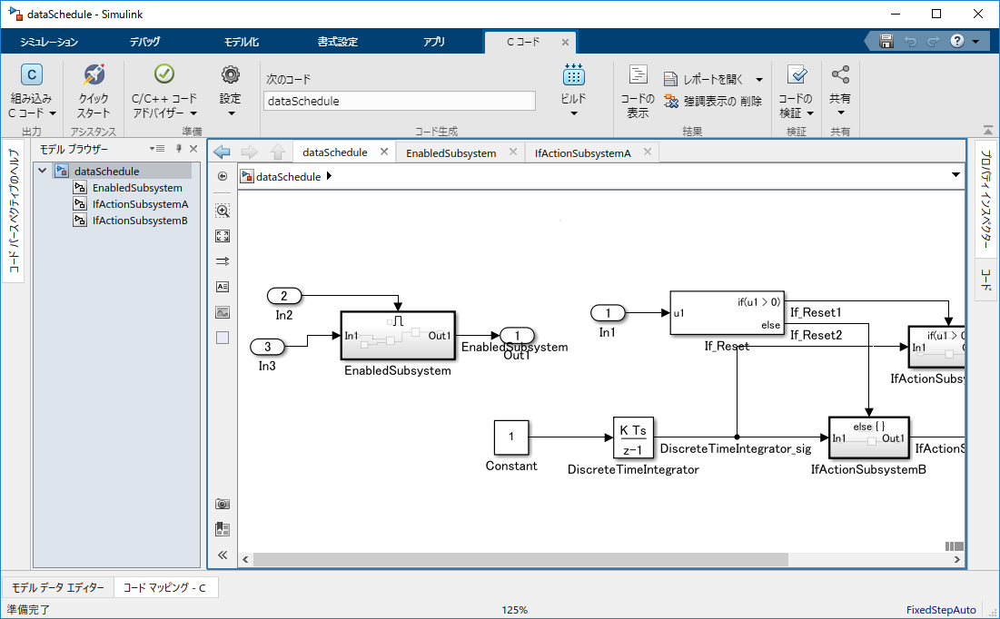 dataSchedule - Simulink
シミュレーション
デバッグ
モデル化
書式設定
アプリ
C コード
組み込み
C コード
クイック
スタート
C/C++ コード
アドバイザー
設定
次のコード
dataSchedule
ビルド
コードの
表示
レポートを開く
強調表示の 削除
コードの
検証
共有
出力
アシスタンス
準備
コード生成
結果
検証
共有
コード パースペクティブのヘルプ
モデル ブラウザー
dataSchedule
EnabledSubsystem
IfActionSubsystemA
IfActionSubsystemB
dataSchedule
EnabledSubsystem
IfActionSubsystemA
dataSchedule
2
In2
3
In3
In1
Out1
EnabledSubsystem
1
EnabledSubsystem
Out1
1
In1
u1
if(u1 > 0)
else
If_Reset
If_Reset1
If_Reset2
if(u1 > 0
In1
IfActionSubsy
1
Constant
K Ts
z-1
DiscreteTimeIntegrator
DiscreteTimeIntegrator_sig
else { }
In1
Out1
IfActionSubsystemB
IfActionS
プロパティ インスペクター
コード
モデル データ エディター
コード マッピング - C
準備完了
125%
FixedStepAuto